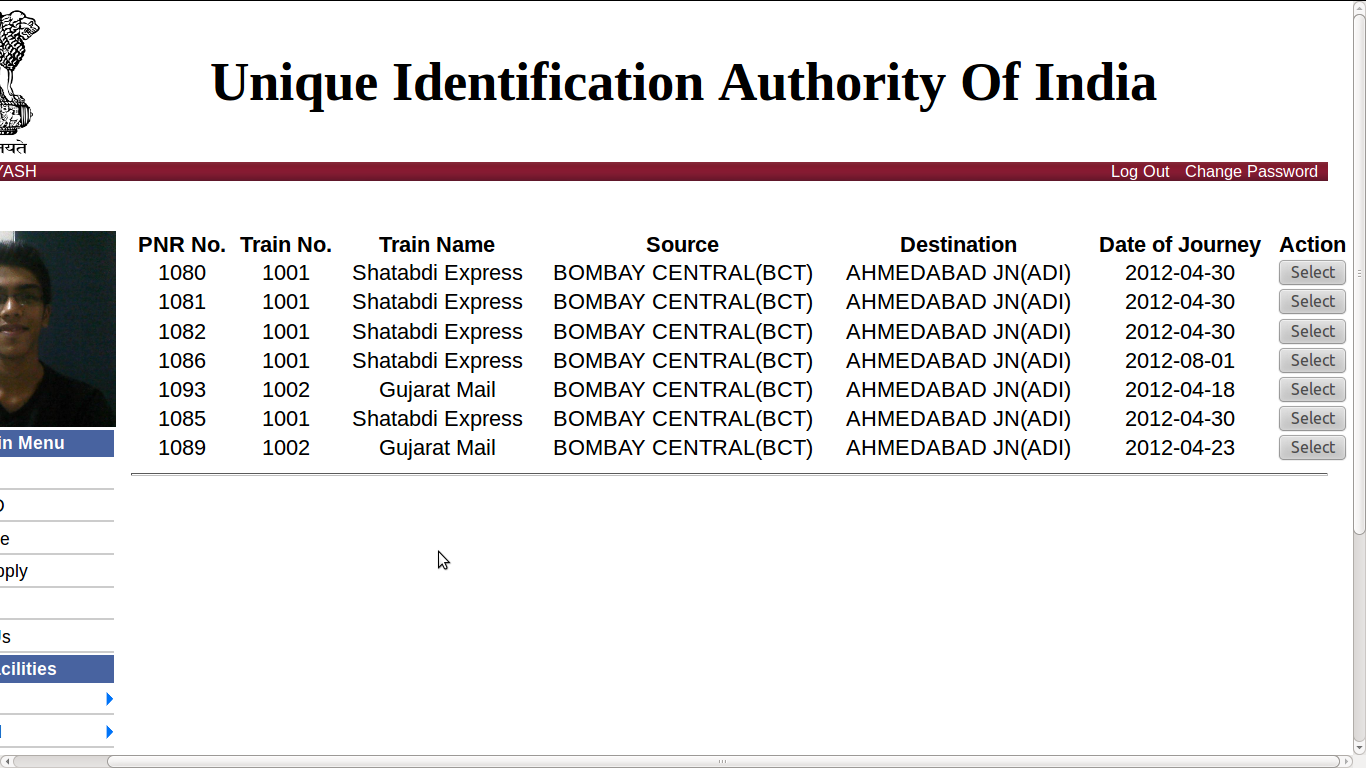 Unique Identification Authority Of India
YASH Log Out Change Password
PNR No. Train No. Train Name Source Destination Date of Journey Action
1080 1001 Shatabdi Express BOMBAY CENTRAL(BCT) AHMEDABAD JN(ADI) 2012-04-30 Select
1081 1001 Shatabdi Express BOMBAY CENTRAL(BCT) AHMEDABAD JN(ADI) 2012-04-30 Select
1082 1001 Shatabdi Express BOMBAY CENTRAL(BCT) AHMEDABAD JN(ADI) 2012-04-30 Select
1086 1001 Shatabdi Express BOMBAY CENTRAL(BCT) AHMEDABAD JN(ADI) 2012-08-01 Select
1093 1002 Gujarat Mail BOMBAY CENTRAL(BCT) AHMEDABAD JN(ADI) 2012-04-18 Select
1085 1001 Shatabdi Express BOMBAY CENTRAL(BCT) AHMEDABAD JN(ADI) 2012-04-30 Select
1089 1002 Gujarat Mail BOMBAY CENTRAL(BCT) AHMEDABAD JN(ADI) 2012-04-23 Select
Menu